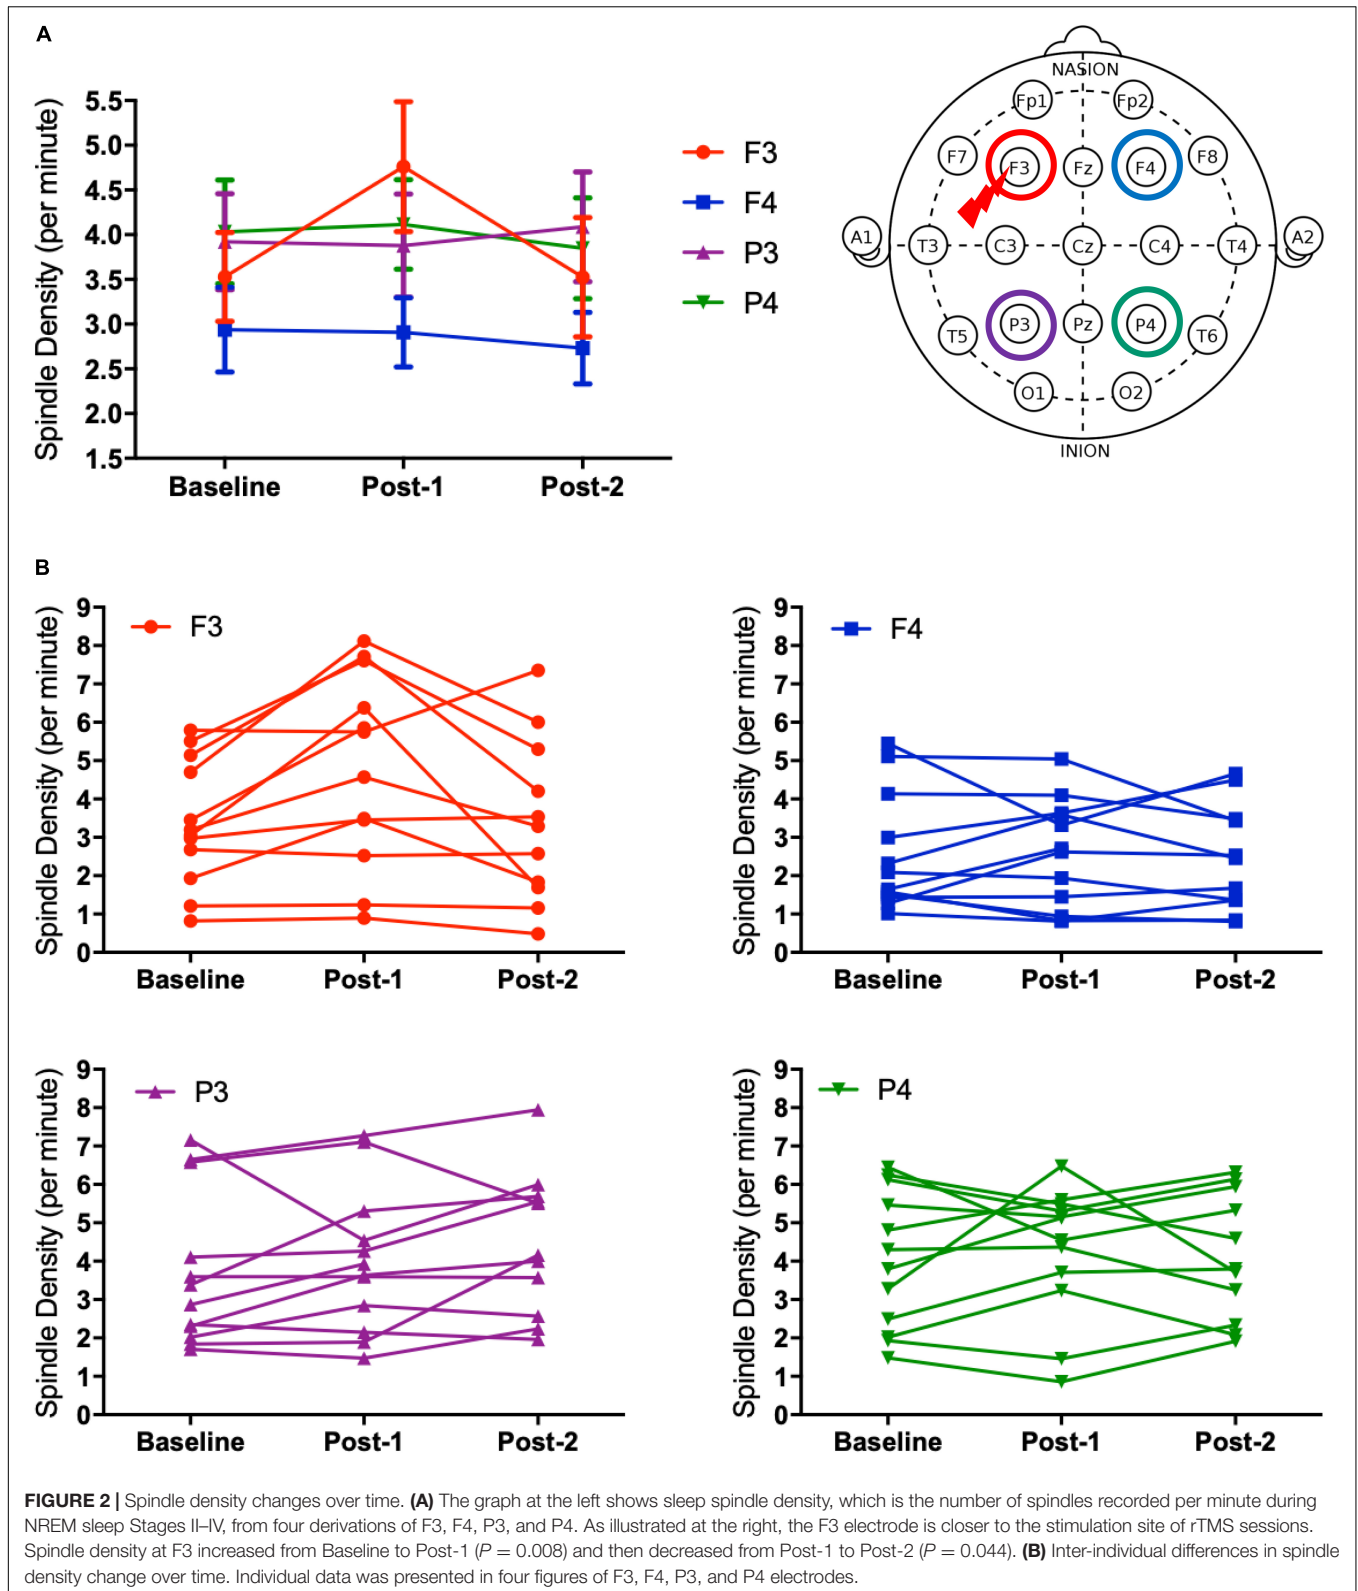 A
5.5
5.0
4.5
4.0
3.5
3.0
2.5
2.0
1.5
Spindle Density (per minute)
Baseline Post-1 Post-2
F3
F4
P3
P4
NASION
Fp1 Fp2
F7 F3 Fz F4 F8
A1 T3 C3 Cz C4 T4 A2
T5 P3 Pz P4 T6
O1 O2
INION
B
9
8
7
6
5
4
3
2
1
0
Spindle Density (per minute)
F3
Baseline Post-1 Post-2
9
8
7
6
5
4
3
2
1
0
Spindle Density (per minute)
F4
Baseline Post-1 Post-2
9
8
7
6
5
4
3
2
1
0
Spindle Density (per minute)
P3
Baseline Post-1 Post-2
9
8
7
6
5
4
3
2
1
0
Spindle Density (per minute)
P4
Baseline Post-1 Post-2
FIGURE 2 | Spindle density changes over time. (A) The graph at the left shows sleep spindle density, which is the number of spindles recorded per minute during
NREM sleep Stages II–IV, from four derivations of F3, F4, P3, and P4. As illustrated at the right, the F3 electrode is closer to the stimulation site of rTMS sessions.
Spindle density at F3 increased from Baseline to Post-1 (P = 0.008) and then decreased from Post-1 to Post-2 (P = 0.044). (B) Inter-individual differences in spindle
density change over time. Individual data was presented in four figures of F3, F4, P3, and P4 electrodes.